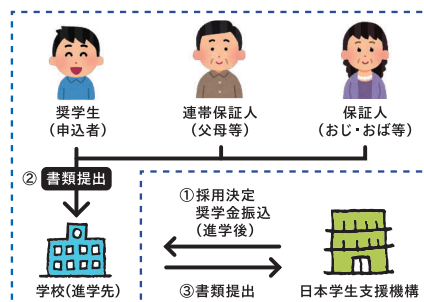 奨学生
(申込者)
連帯保証人
(父母等)
保証人
(おじ・おば等)
② 書類提出
①採用決定
奨学金振込
(進学後)
学校(進学先)
③書類提出
日本学生支援機構